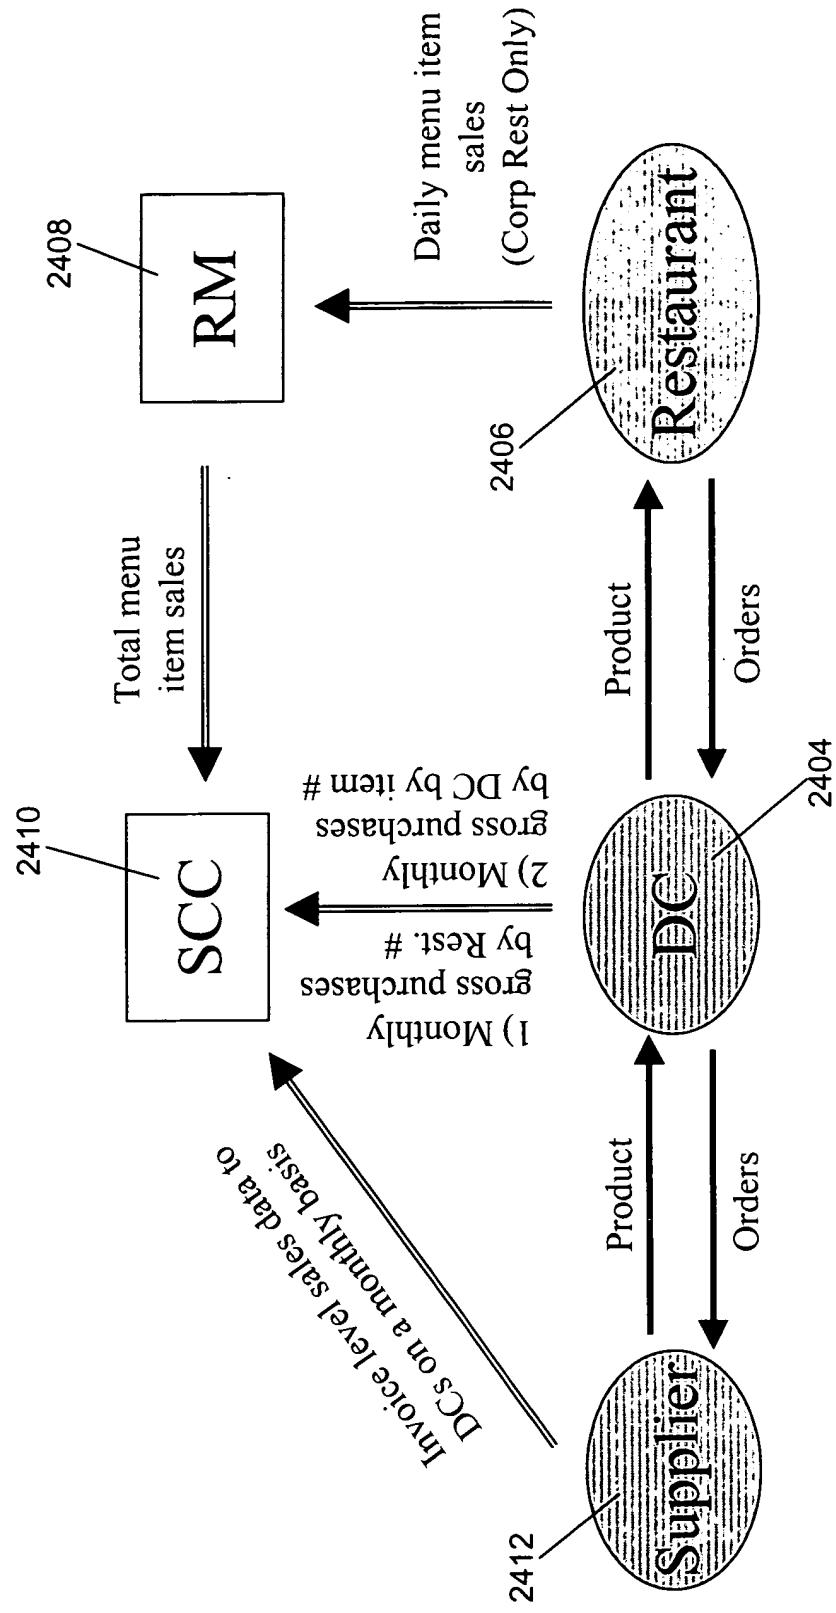 2410
SCC
Total menu
item sales
2408
RM
Invoice level sales data to
DCs on a monthly basis
1) Monthly
gross purchases
by Rest. #
2) Monthly
gross purchases
by DC by item #
Daily menu item
sales
(Corp Rest Only)
2412
Supplier
Product
Orders
DC
2404
Product
Orders
2406
Restaurant